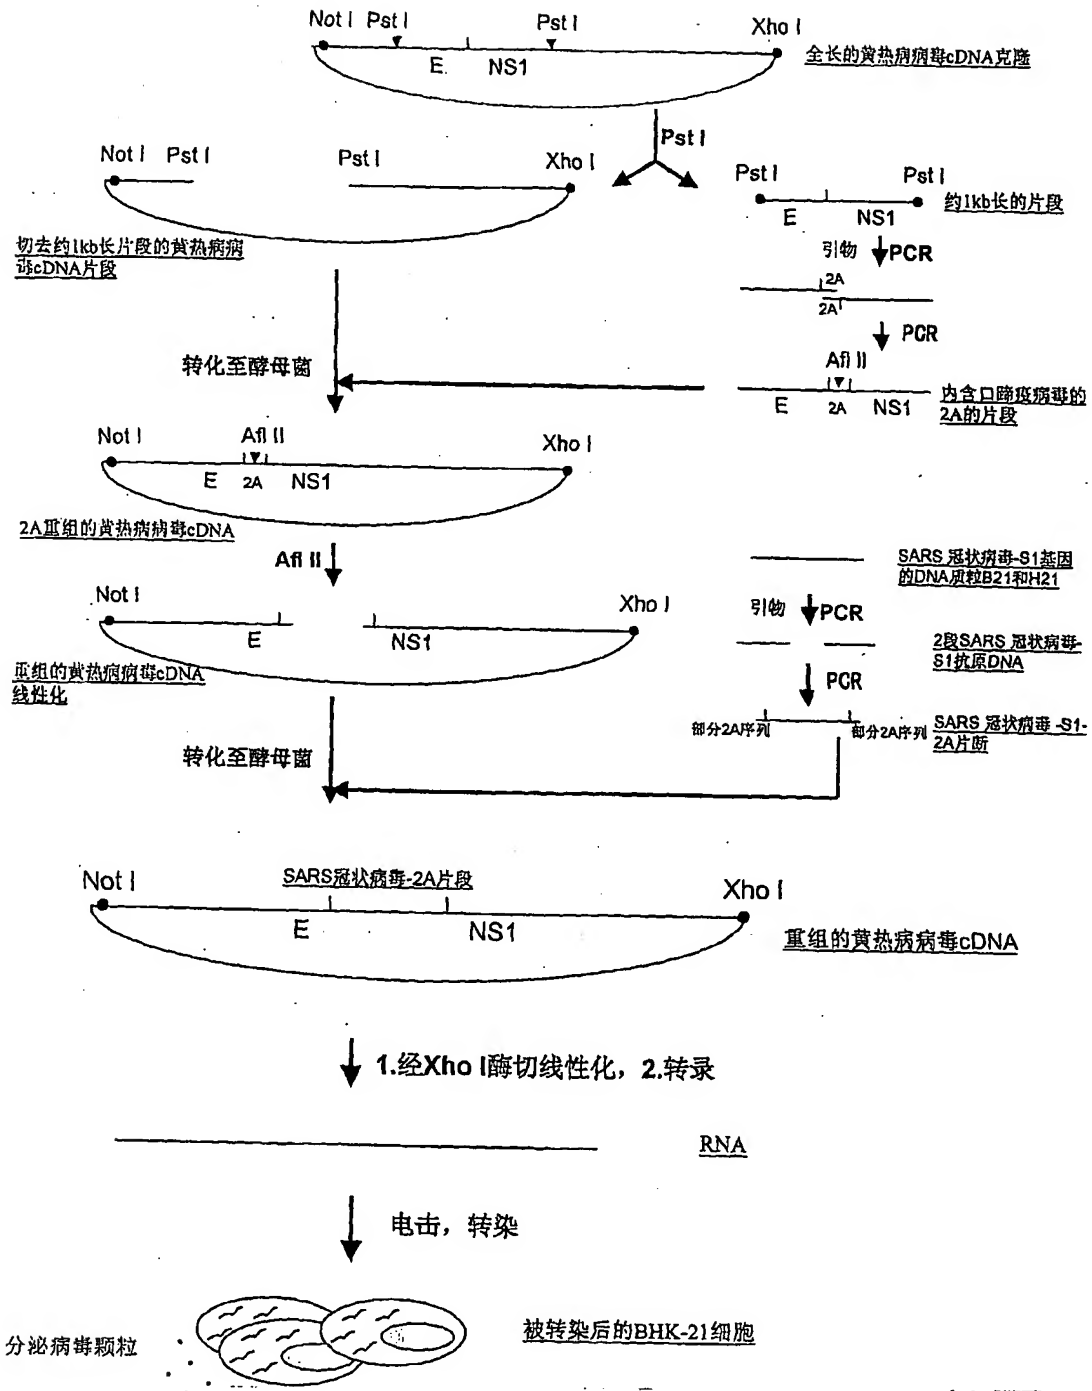 Not I Pst I Pst I Xho I
E NS1
全长的黄热病病毒cDNA克隆
Pst I
Not I Pst I Pst I Xho I
切去约1kb长片段的黄热病病
毒cDNA片段
Pst I Pst I
E NS1
约1kb长的片段
引物 PCR
2A
2A
PCR
Afl II
E 2A NS1
内含口蹄疫病毒的
2A的片段
转化至酵母菌
Not I Afl II Xho I
E 2A NS1
2A重组的黄热病病毒cDNA
Afl II
Not I Xho I
E NS1
重组的黄热病病毒cDNA
线性化
SARS 冠状病毒-S1基因
的DNA质粒B21和H21
引物 PCR
2段SARS 冠状病毒-
S1抗原DNA
PCR
部分2A序列 部分2A序列
SARS 冠状病毒 -S1-
2A片断
转化至酵母菌
Not I SARS冠状病毒-2A片段 Xho I
E NS1
重组的黄热病病毒cDNA
1.经Xho I酶切线性化，2.转录
RNA
电击，转染
分泌病毒颗粒
被转染后的BHK-21细胞